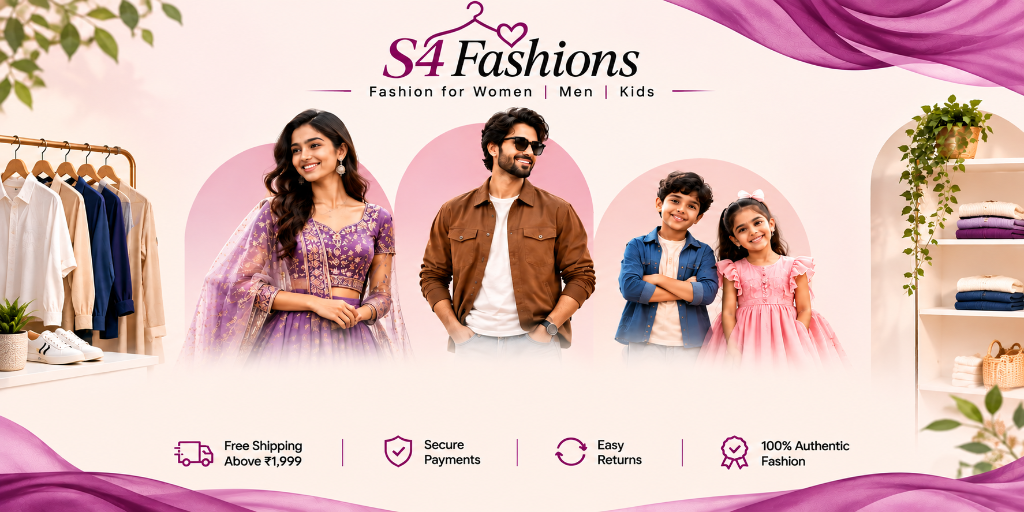 S4 Fashions
Fashion for Women | Men | Kids
Free Shipping
Above ₹1,999
Secure
Payments
Easy
Returns
100% Authentic
Fashion